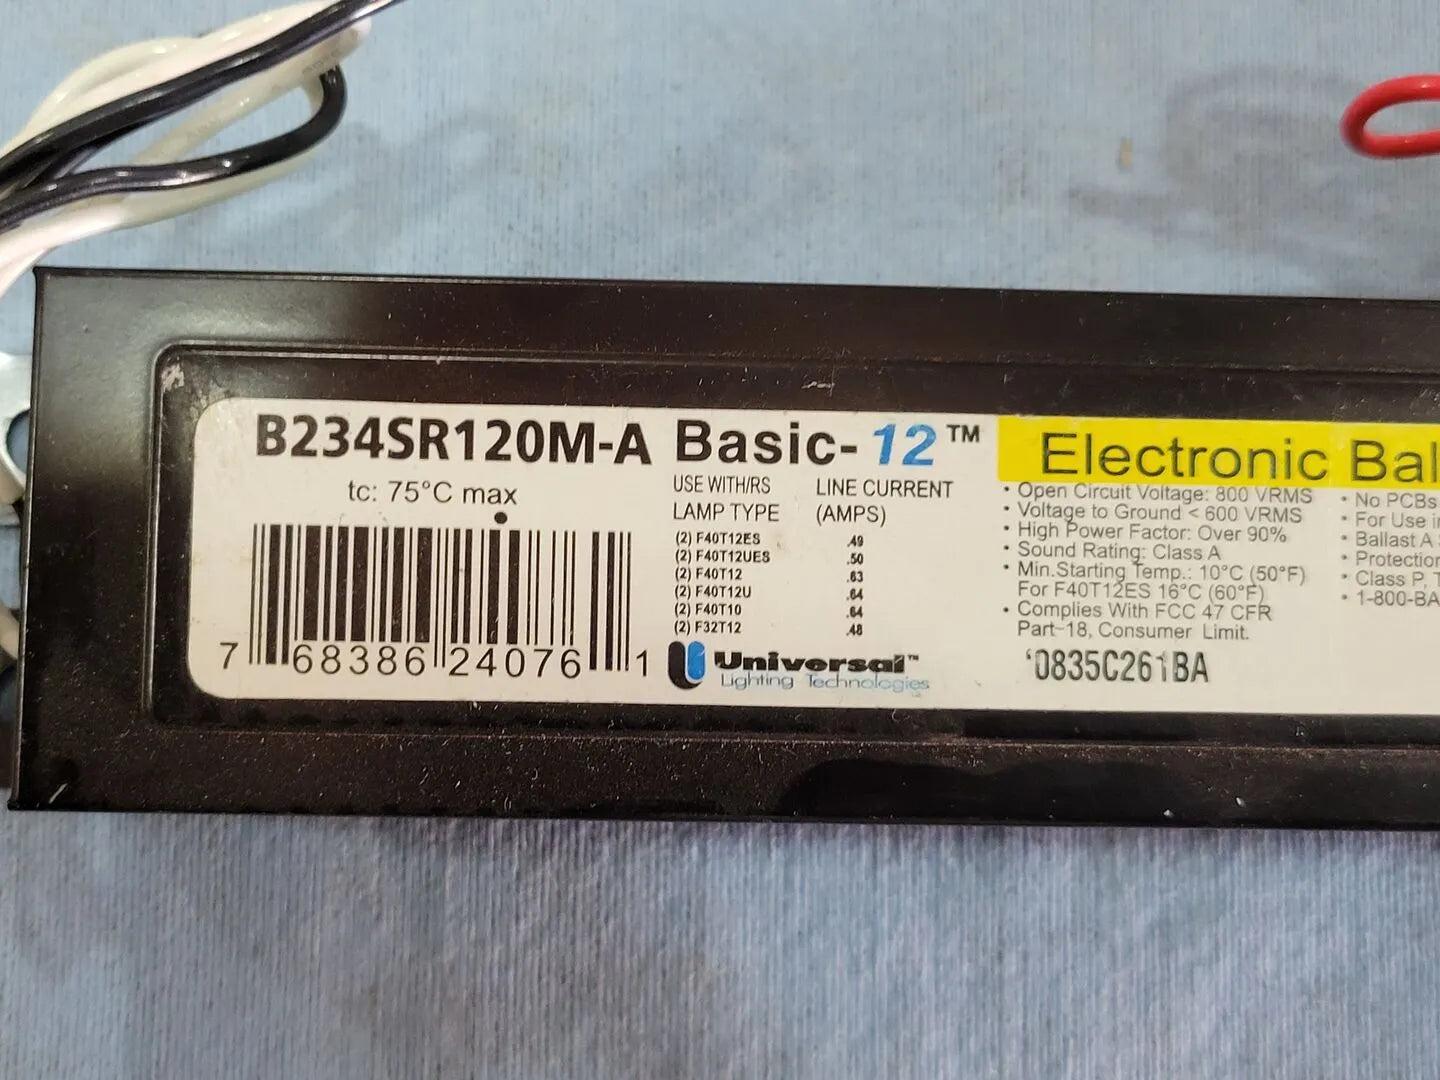 B234SR120M-A Basic-12™ Electronic Bal
tc: 75°C max
7 68386 24076 1
USE WITH/RS LINE CURRENT
LAMP TYPE (AMPS)
(2) F40T12ES .49
(2) F40T12UES .50
(2) F40T12 .63
(2) F40T12U .64
(2) F40T10 .64
(2) F32T12 .48
Universal™
Lighting Technologies
• Open Circuit Voltage: 800 VRMS
• Voltage to Ground < 600 VRMS
• High Power Factor: Over 90%
• Sound Rating: Class A
• Min.Starting Temp.: 10°C (50°F)
For F40T12ES 16°C (60°F)
• Complies With FCC 47 CFR
Part-18, Consumer Limit.
0835C261BA
• No PCBs
• For Use i
• Ballast A
• Protection
• Class P, T
• 1-800-BA